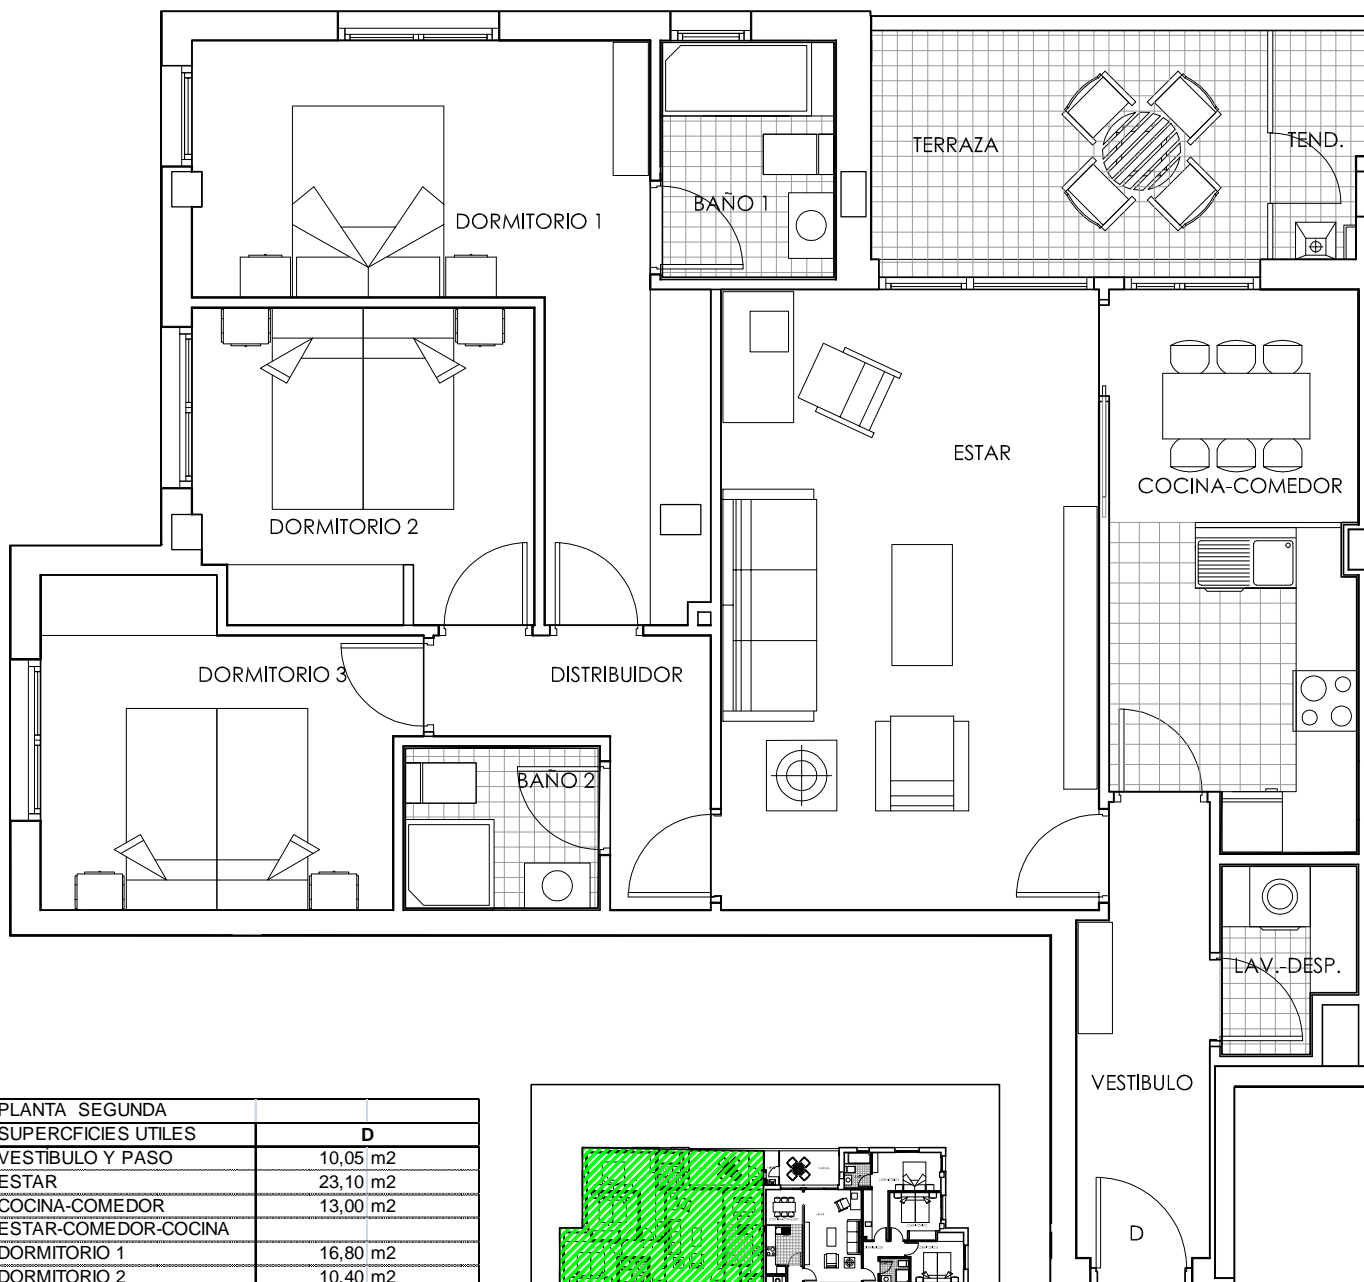 TERRAZA
TEND.
BAÑO 1
DORMITORIO 1
ESTAR
COCINA-COMEDOR
DORMITORIO 2
DORMITORIO 3
DISTRIBUIDOR
BAÑO 2
LAV.-DESP.
VESTIBULO
D
PLANTA SEGUNDA
SUPERCFICIES UTILES D
VESTÍBULO Y PASO 10,05 m2
ESTAR 23,10 m2
COCINA-COMEDOR 13,00 m2
ESTAR-COMEDOR-COCINA
DORMITORIO 1 16,80 m2
DORMITORIO 2 10,40 m2